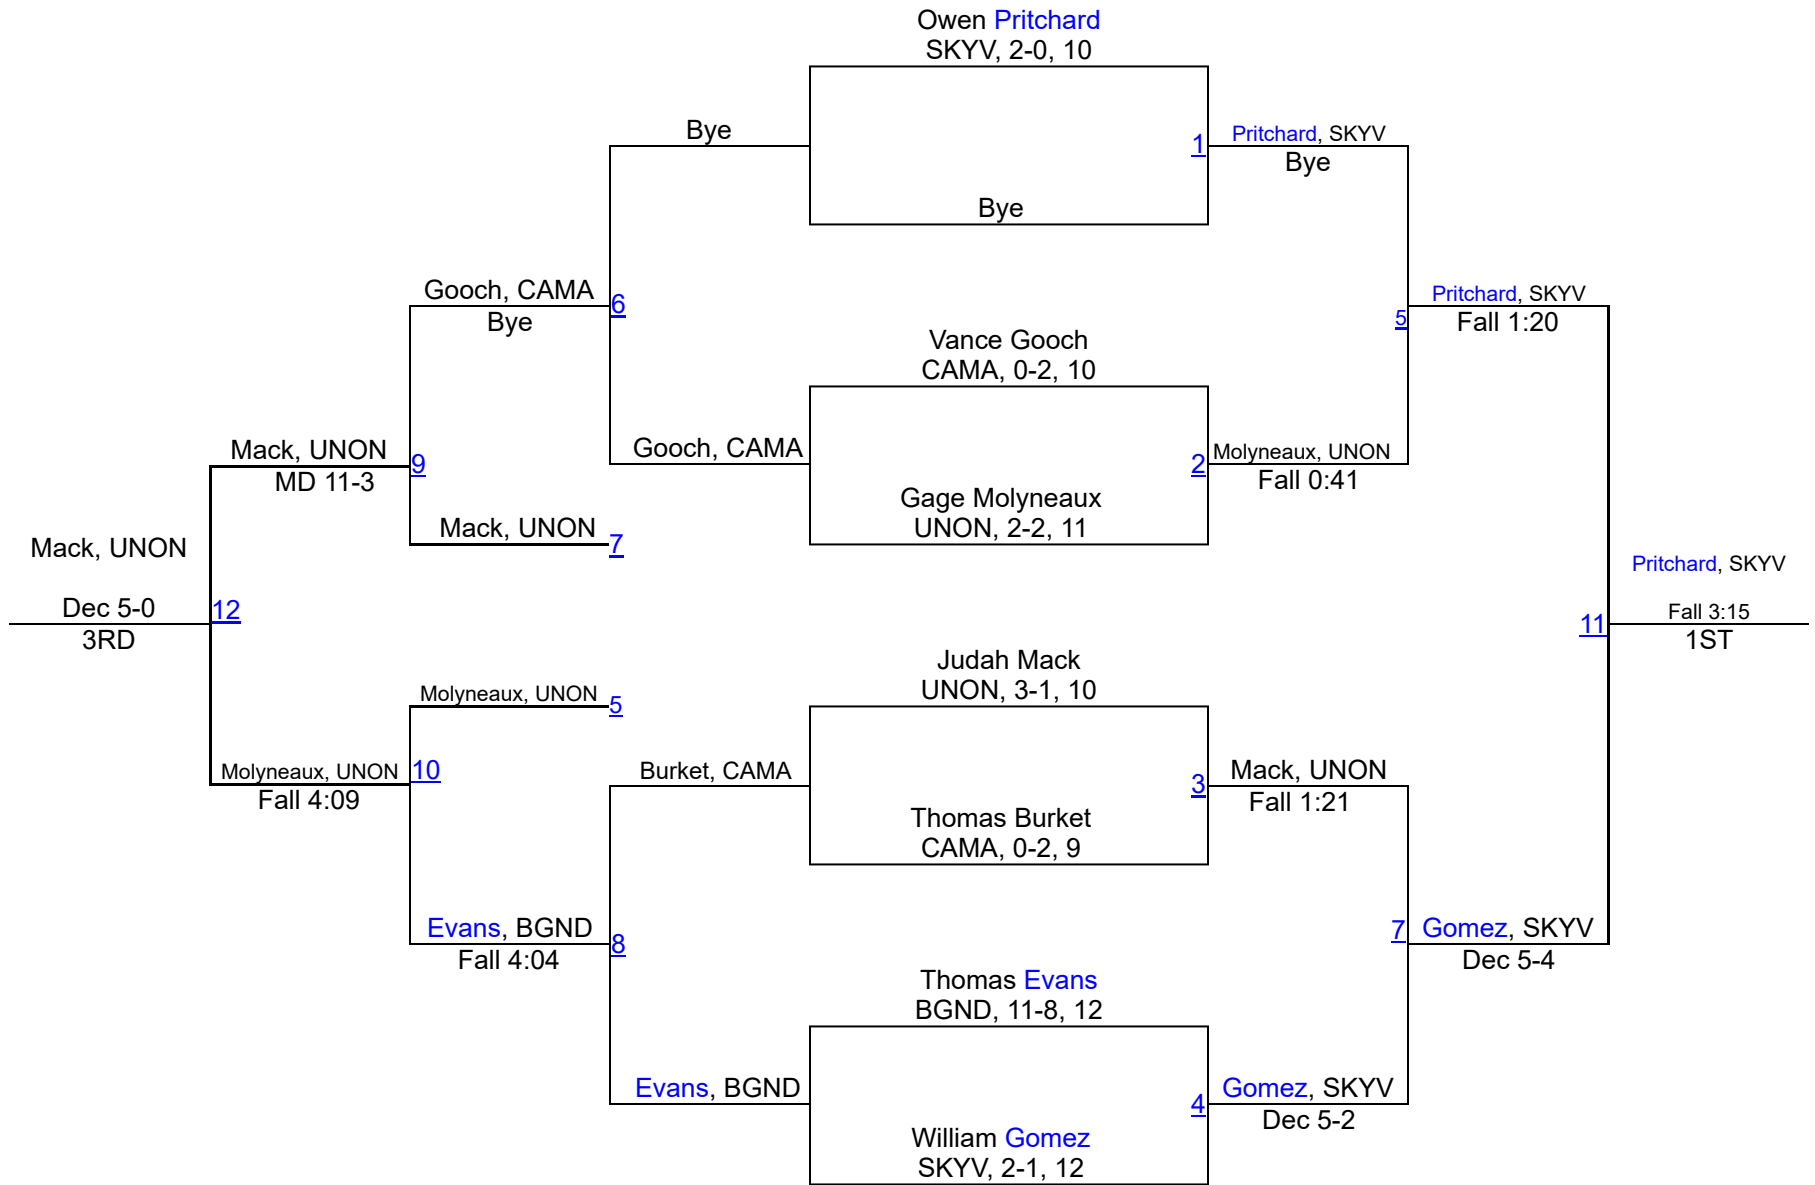 Owen Pritchard
SKYV, 2-0, 10
Bye
1
Pritchard, SKYV
Bye
Bye
Gooch, CAMA
Bye
6
Pritchard, SKYV
Fall 1:20
5
Vance Gooch
CAMA, 0-2, 10
Mack, UNON
MD 11-3
9
Gooch, CAMA
2
Molyneaux, UNON
Fall 0:41
Gage Molyneaux
UNON, 2-2, 11
Mack, UNON
7
Mack, UNON
Dec 5-0
3RD
12
Pritchard, SKYV
Fall 3:15
1ST
11
Judah Mack
UNON, 3-1, 10
Molyneaux, UNON
5
Molyneaux, UNON
Fall 4:09
10
Burket, CAMA
3
Mack, UNON
Fall 1:21
Thomas Burket
CAMA, 0-2, 9
Evans, BGND
Fall 4:04
8
7
Gomez, SKYV
Dec 5-4
Thomas Evans
BGND, 11-8, 12
Evans, BGND
4
Gomez, SKYV
Dec 5-2
William Gomez
SKYV, 2-1, 12